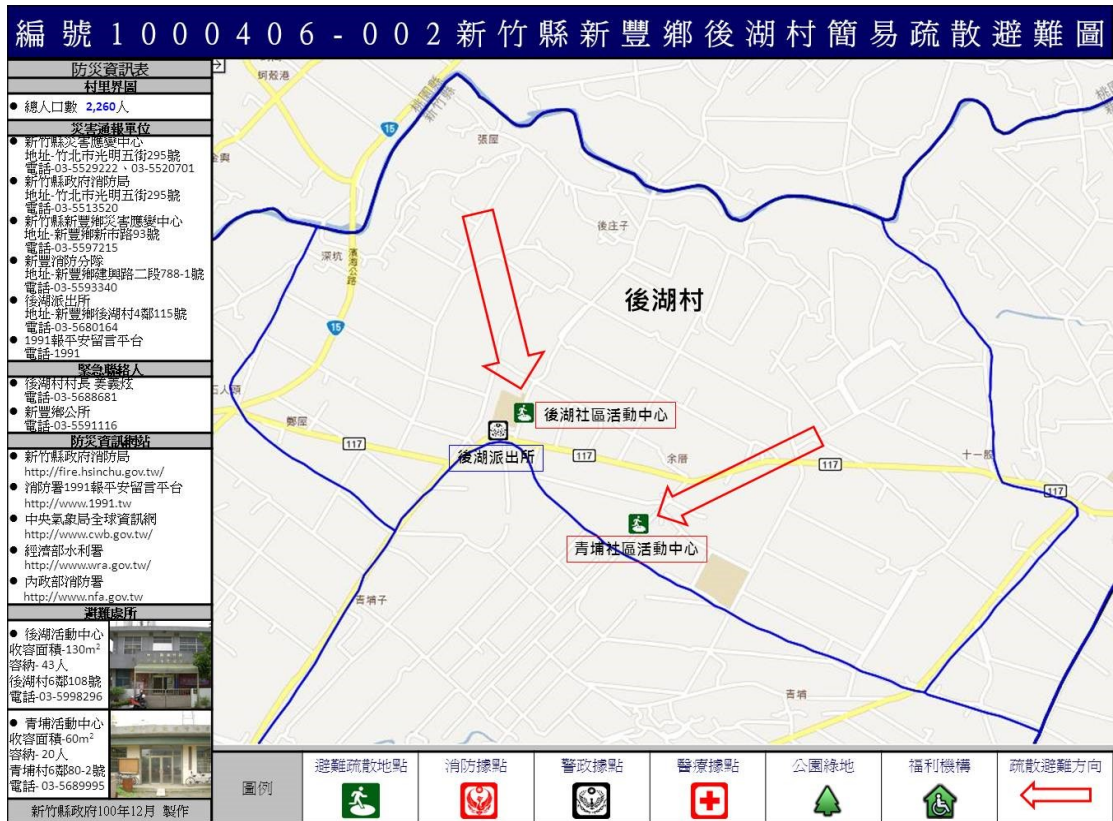 編號1000406-002新竹縣新豐鄉後湖村簡易疏散避難圖
防災資訊表
村里界圖
● 總人口數 2,260人
災害通報單位
● 新竹縣災害應變中心
地址-竹北市光明五街295號
電話-03-5529222、03-5520701
● 新竹縣政府消防局
地址-竹北市光明五街295號
電話-03-5513520
● 新竹縣新豐鄉災害應變中心
地址-新豐鄉新市路93號
電話-03-5597215
● 新豐消防分隊
地址-新豐鄉建興路二段788-1號
電話-03-5593340
● 後湖派出所
地址-新豐鄉後湖村4鄰115號
電話-03-5680164
● 1991報平安留言平台
電話-1991
緊急聯絡人
● 後湖村村長 姜義炫
電話-03-5688681
● 新豐鄉公所
電話-03-5591116
防災資訊網站
● 新竹縣政府消防局
http://fire.hsinchu.gov.tw/
● 消防署1991報平安留言平台
http://www.1991.tw
● 中央氣象局全球資訊網
http://www.cwb.gov.tw/
● 經濟部水利署
http://www.wra.gov.tw/
● 內政部消防署
http://www.nfa.gov.tw
避難處所
● 後湖活動中心
收容面積-130m²
容納- 43人
後湖村6鄰108號
電話-03-5998296
● 青埔活動中心
收容面積-60m²
容納- 20人
青埔村6鄰80-2號
電話- 03-5689995
新竹縣政府100年12月 製作
蚵殼港
桃園縣
新竹縣
15
張屋
金興
後庄子
深坑
濱海公路
後湖村
15
石人頭
後湖社區活動中心
鄭屋
117
後湖派出所
117
余厝
117
十一股
117
青埔社區活動中心
青埔子
青埔
圖例
避難疏散地點
消防據點
警政據點
醫療據點
公園綠地
福利機構
疏散避難方向